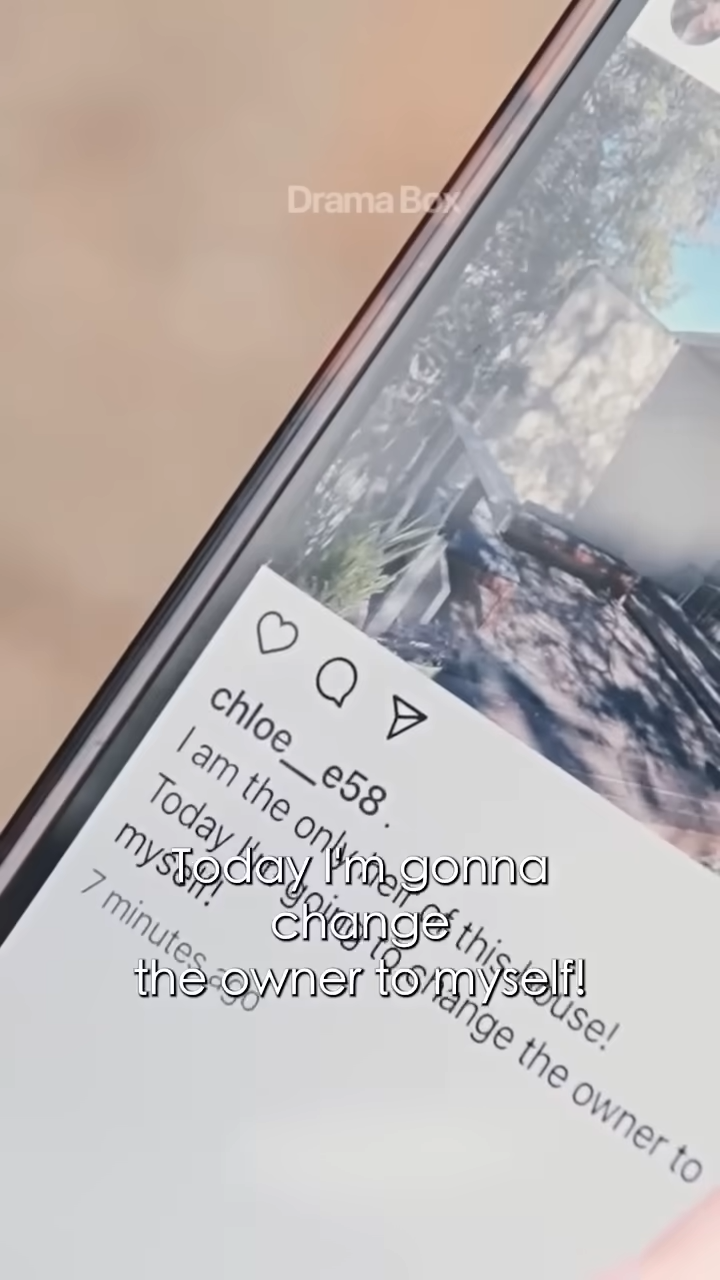 Drama Box
chloe__e58 .
I am the only heir of this house!
Today I'm going to change the owner to
myself!
7 minutes ago
Today I'm gonna
change
the owner to myself!